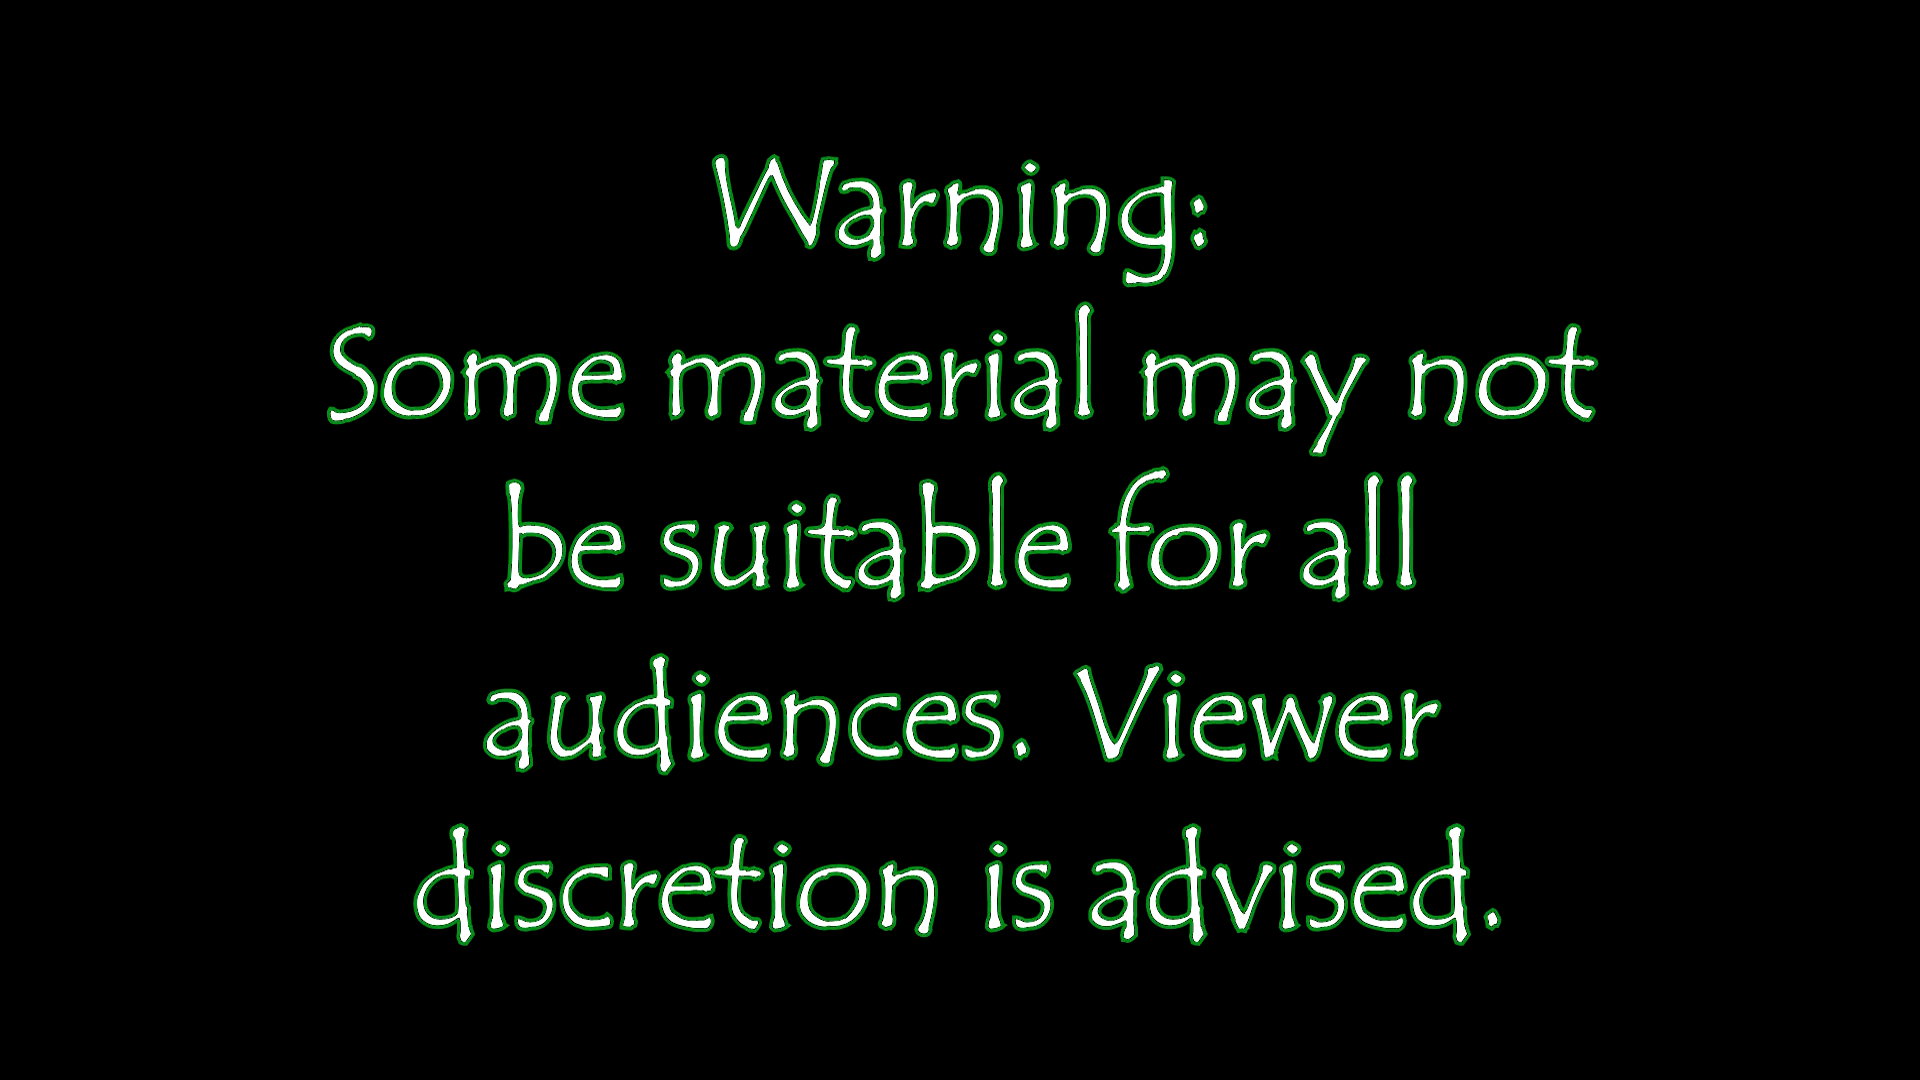 Warning:
Some material may not
be suitable for all
audiences. Viewer
discretion is advised.